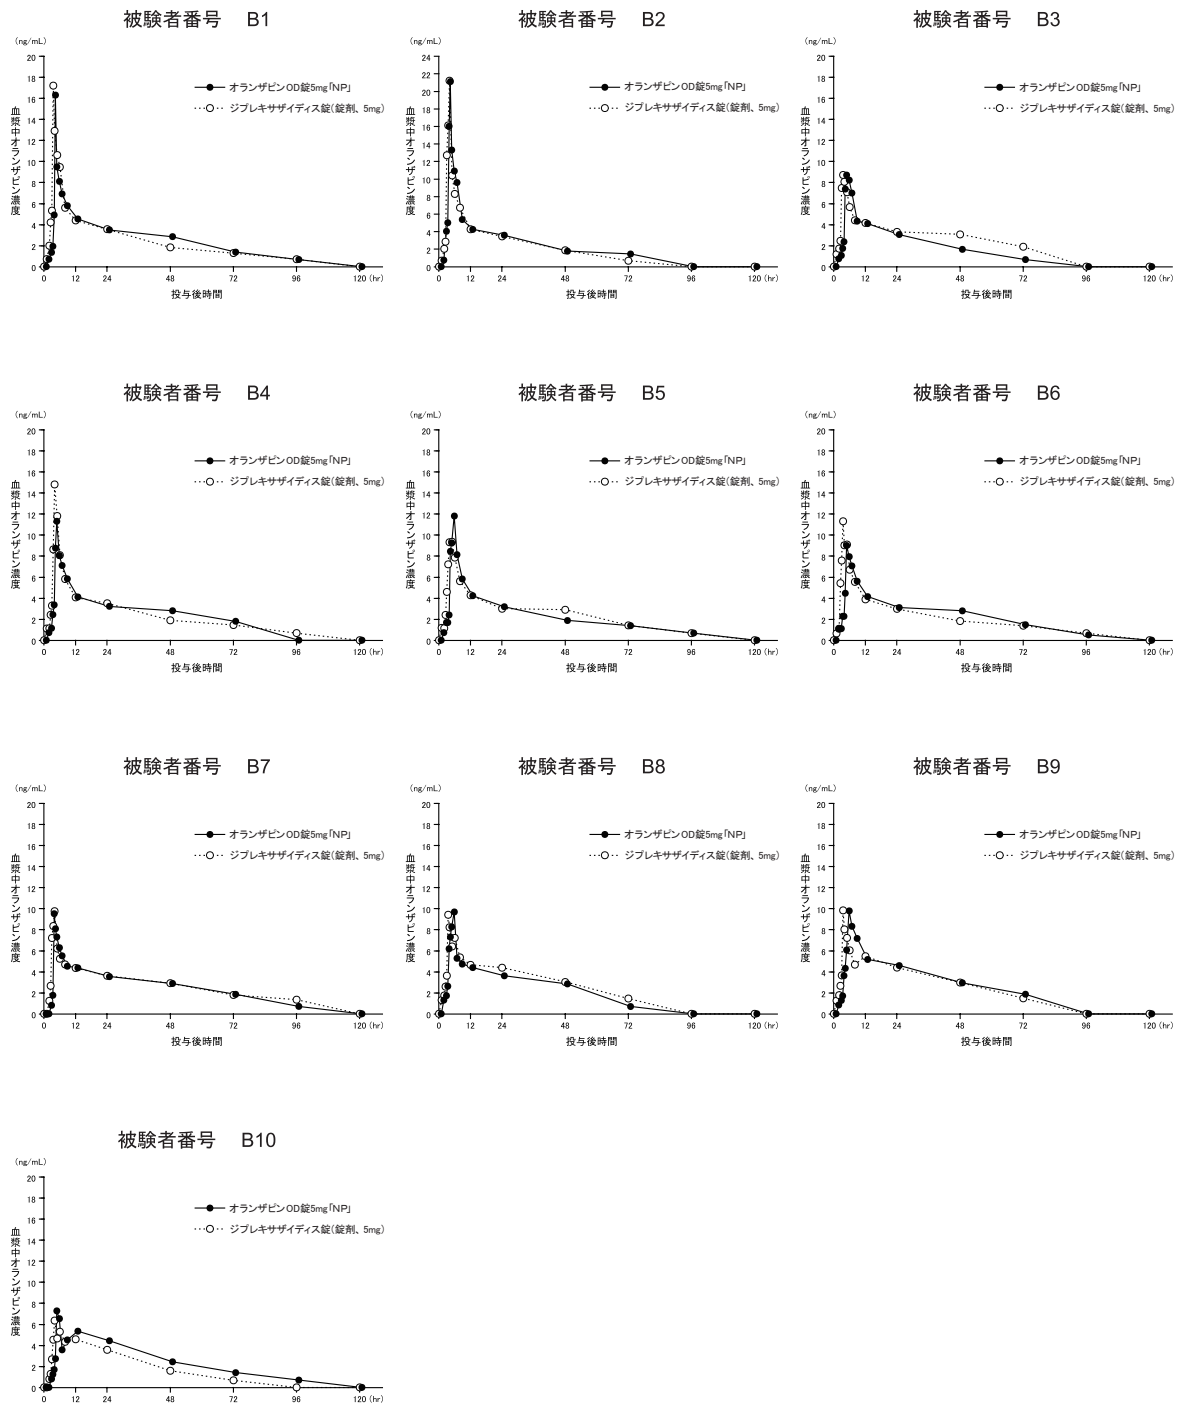 被験者番号 B1
(ng/mL)
20
18
16
14
12
10
8
6
4
2
0
血漿中オランザピン濃度
オランザピンOD錠5mg「NP」
ジプレキサザイディス錠(錠剤、5mg)
0 12 24 48 72 96 120 (hr)
投与後時間
被験者番号 B2
(ng/mL)
24
22
20
18
16
14
12
10
8
6
4
2
0
血漿中オランザピン濃度
オランザピンOD錠5mg「NP」
ジプレキサザイディス錠(錠剤、5mg)
0 12 24 48 72 96 120 (hr)
投与後時間
被験者番号 B3
(ng/mL)
20
18
16
14
12
10
8
6
4
2
0
血漿中オランザピン濃度
オランザピンOD錠5mg「NP」
ジプレキサザイディス錠(錠剤、5mg)
0 12 24 48 72 96 120 (hr)
投与後時間
被験者番号 B4
(ng/mL)
20
18
16
14
12
10
8
6
4
2
0
血漿中オランザピン濃度
オランザピンOD錠5mg「NP」
ジプレキサザイディス錠(錠剤、5mg)
0 12 24 48 72 96 120 (hr)
投与後時間
被験者番号 B5
(ng/mL)
20
18
16
14
12
10
8
6
4
2
0
血漿中オランザピン濃度
オランザピンOD錠5mg「NP」
ジプレキサザイディス錠(錠剤、5mg)
0 12 24 48 72 96 120 (hr)
投与後時間
被験者番号 B6
(ng/mL)
20
18
16
14
12
10
8
6
4
2
0
血漿中オランザピン濃度
オランザピンOD錠5mg「NP」
ジプレキサザイディス錠(錠剤、5mg)
0 12 24 48 72 96 120 (hr)
投与後時間
被験者番号 B7
(ng/mL)
20
18
16
14
12
10
8
6
4
2
0
血漿中オランザピン濃度
オランザピンOD錠5mg「NP」
ジプレキサザイディス錠(錠剤、5mg)
0 12 24 48 72 96 120 (hr)
投与後時間
被験者番号 B8
(ng/mL)
20
18
16
14
12
10
8
6
4
2
0
血漿中オランザピン濃度
オランザピンOD錠5mg「NP」
ジプレキサザイディス錠(錠剤、5mg)
0 12 24 48 72 96 120 (hr)
投与後時間
被験者番号 B9
(ng/mL)
20
18
16
14
12
10
8
6
4
2
0
血漿中オランザピン濃度
オランザピンOD錠5mg「NP」
ジプレキサザイディス錠(錠剤、5mg)
0 12 24 48 72 96 120 (hr)
投与後時間
被験者番号 B10
(ng/mL)
20
18
16
14
12
10
8
6
4
2
0
血漿中オランザピン濃度
オランザピンOD錠5mg「NP」
ジプレキサザイディス錠(錠剤、5mg)
0 12 24 48 72 96 120 (hr)